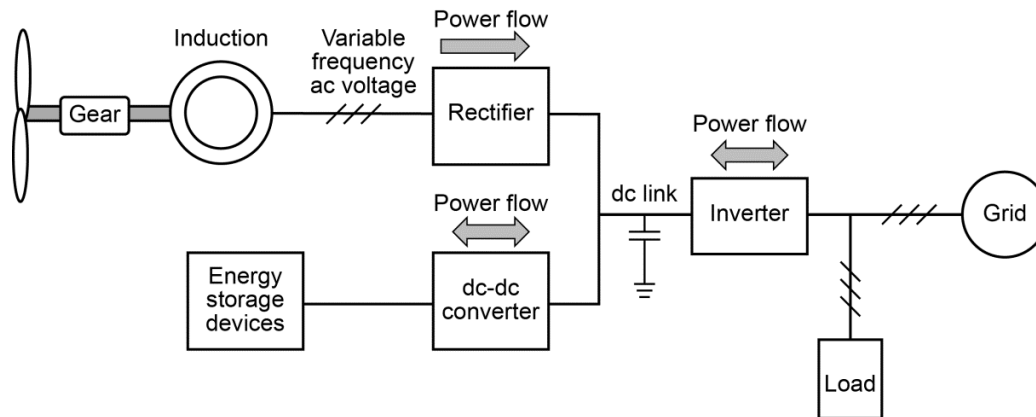 Power flow
Induction
Variable
frequency
ac voltage
Gear
Rectifier
Power flow
dc link
Power flow
Inverter
Grid
Energy
storage
devices
dc-dc
converter
Load